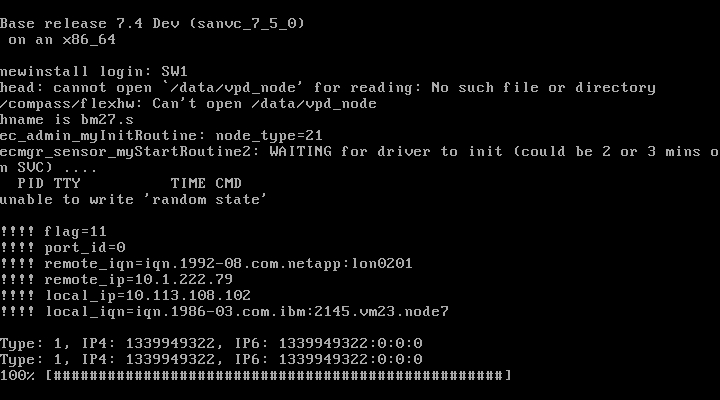 Base release 7.4 Dev (sanvc_7_5_0)
 on an x86_64
newinstall login: SW1
head: cannot open `/data/vpd_node' for reading: No such file or directory
/compass/flexhw: Can't open /data/vpd_node
hname is bm27.s
ec_admin_myInitRoutine: node_type=21
ecmgr_sensor_myStartRoutine2: WAITING for driver to init (could be 2 or 3 mins o
n SVC) ....
  PID TTY          TIME CMD
unable to write 'random state'
!!!! flag=11
!!!! port_id=0
!!!! remote_iqn=iqn.1992-08.com.netapp:lon0201
!!!! remote_ip=10.1.222.79
!!!! local_ip=10.113.108.102
!!!! local_iqn=iqn.1986-03.com.ibm:2145.vm23.node7
Type: 1, IP4: 1339949322, IP6: 1339949322:0:0:0
Type: 1, IP4: 1339949322, IP6: 1339949322:0:0:0
100% [##################################################]